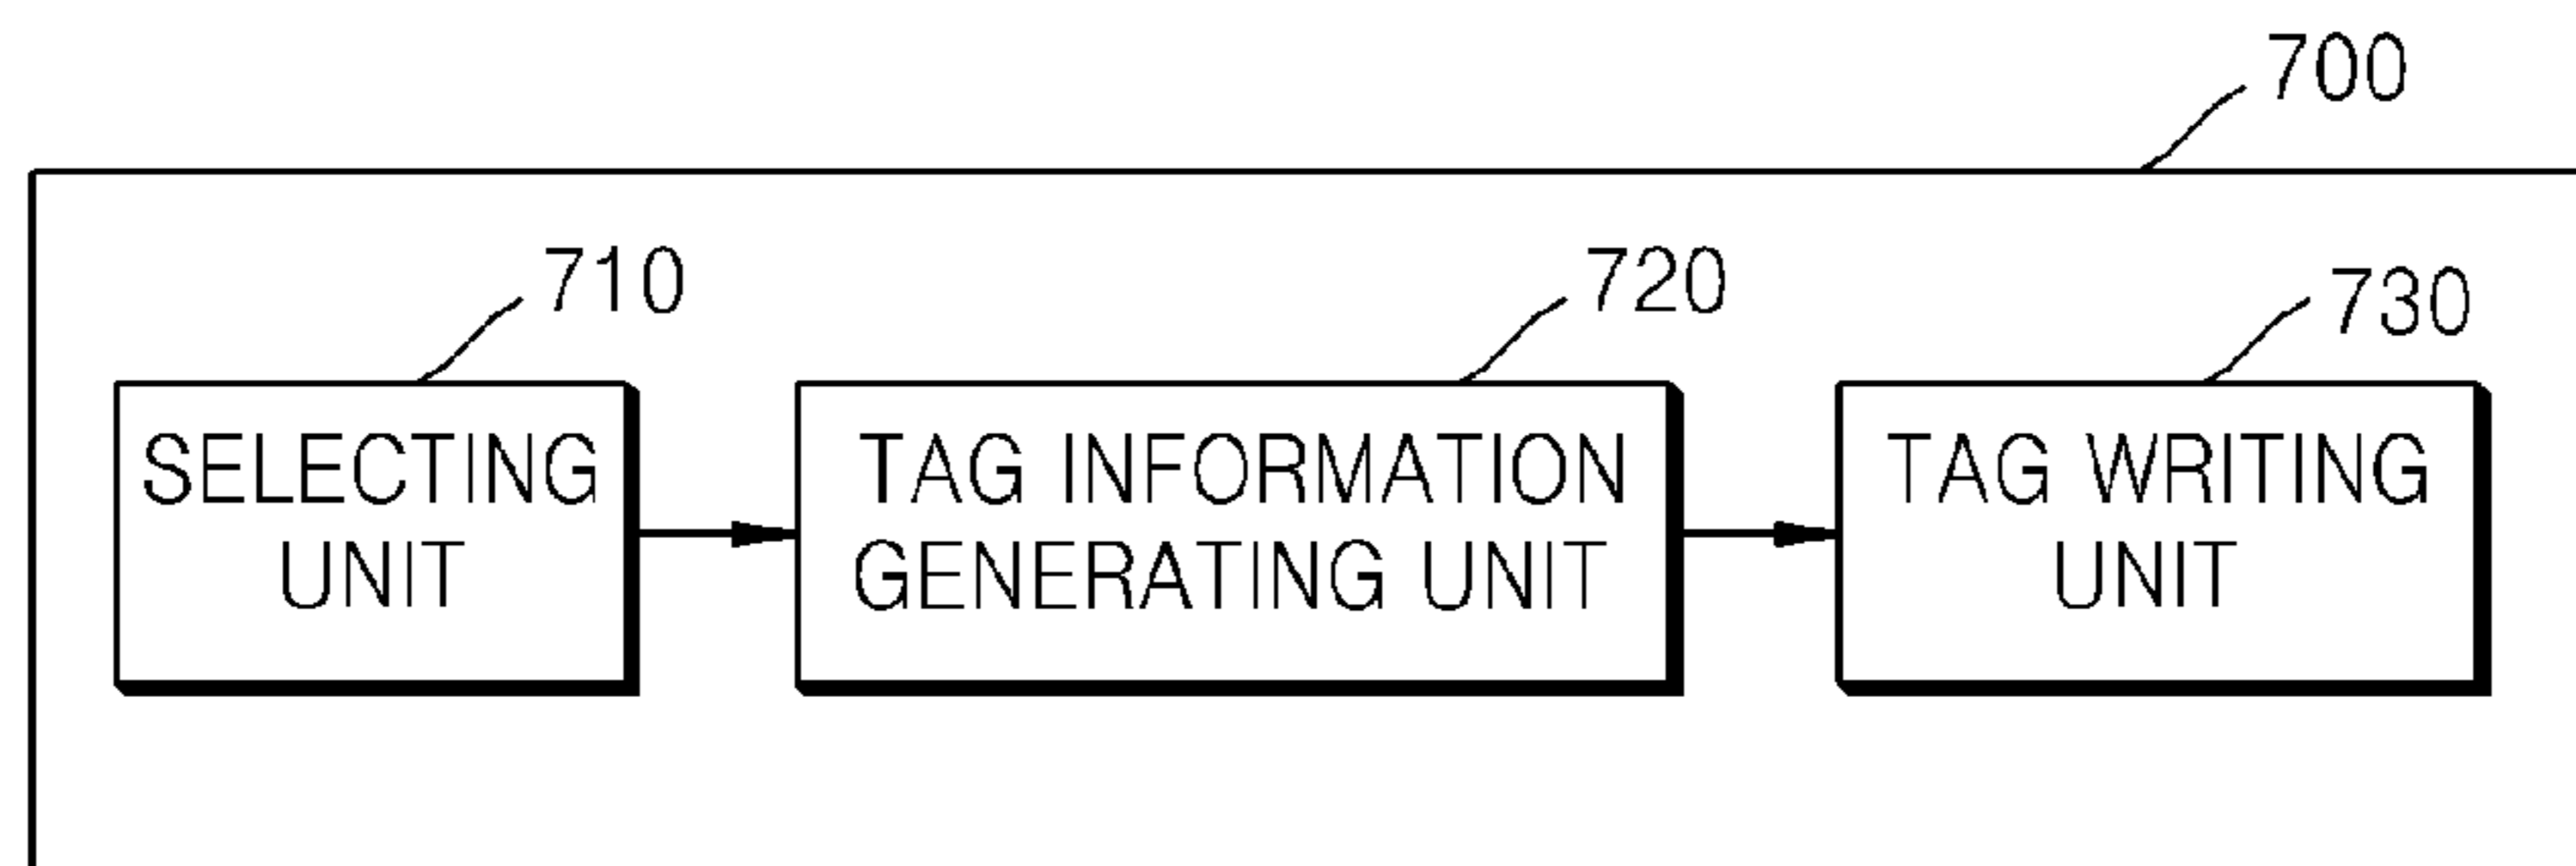 700
710
720
730
SELECTING
UNIT
TAG INFORMATION
GENERATING UNIT
TAG WRITING
UNIT